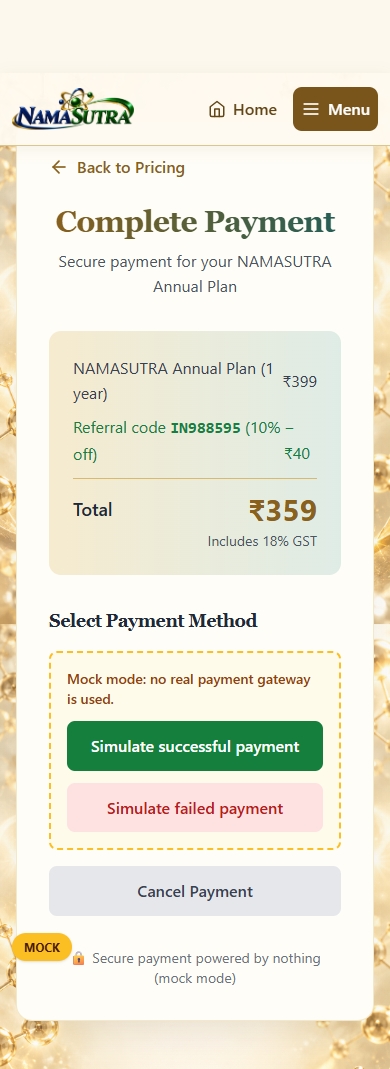 NAMASUTRA
Home
Menu
Back to Pricing
Complete Payment
Secure payment for your NAMASUTRA
Annual Plan
NAMASUTRA Annual Plan (1
year)
₹399
Referral code IN988595 (10%
off)
−
₹40
Total
₹359
Includes 18% GST
Select Payment Method
Mock mode: no real payment gateway
is used.
Simulate successful payment
Simulate failed payment
Cancel Payment
MOCK
🔒 Secure payment powered by nothing
(mock mode)